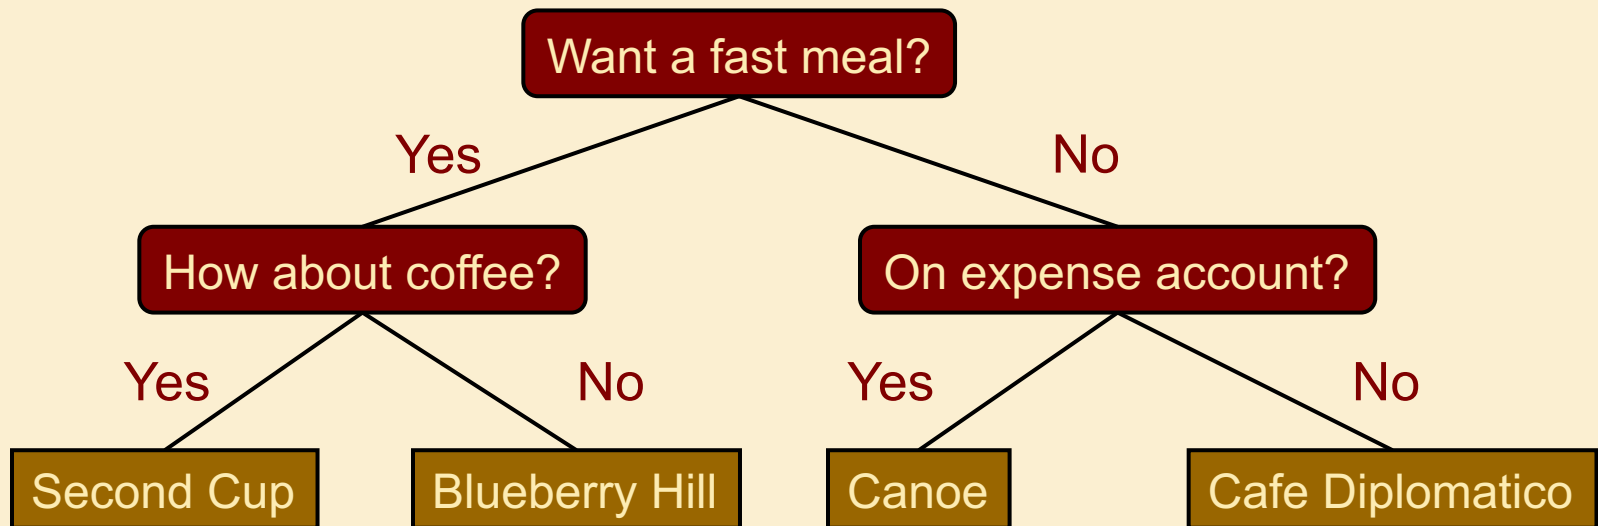 Want a fast meal?
Yes
No
How about coffee?
On expense account?
Yes
No
Yes
No
Second Cup
Blueberry Hill
Canoe
Cafe Diplomatico